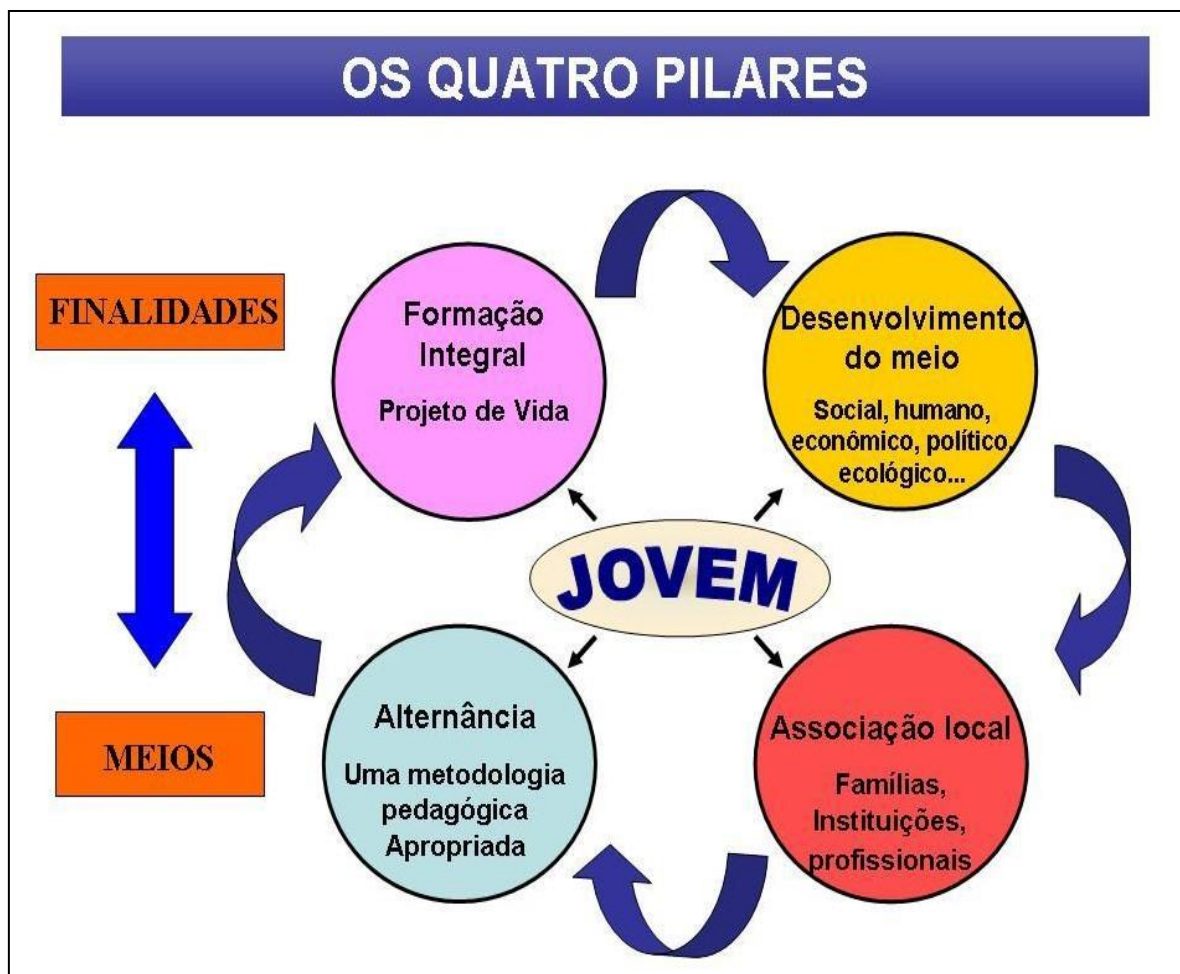 OS QUATRO PILARES
FINALIDADES
Formação
Integral
Projeto de Vida
Desenvolvimento
do meio
Social, humano,
econômico, político,
ecológico...
JOVEM
MEIOS
Alternância
Uma metodologia
pedagógica
Apropriada
Associação local
Famílias,
Instituições,
profissionais